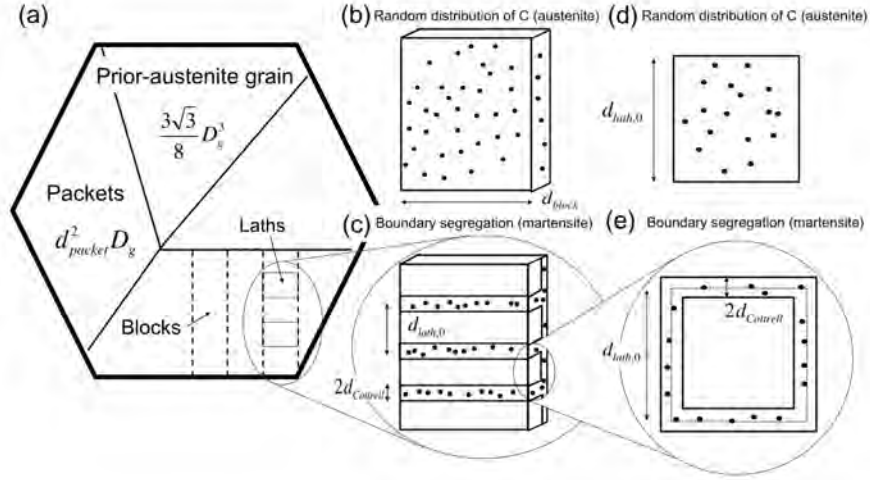 (a)
Prior-austenite grain
3√3/8 D_g^3
Packets
d_packet^2 D_g
Laths
Blocks
(b) Random distribution of C (austenite)
d_block
(c) Boundary segregation (martensite)
d_lath,0
2d_Cottrell
(d) Random distribution of C (austenite)
d_lath,0
(e) Boundary segregation (martensite)
2d_Cottrell
d_lath,0